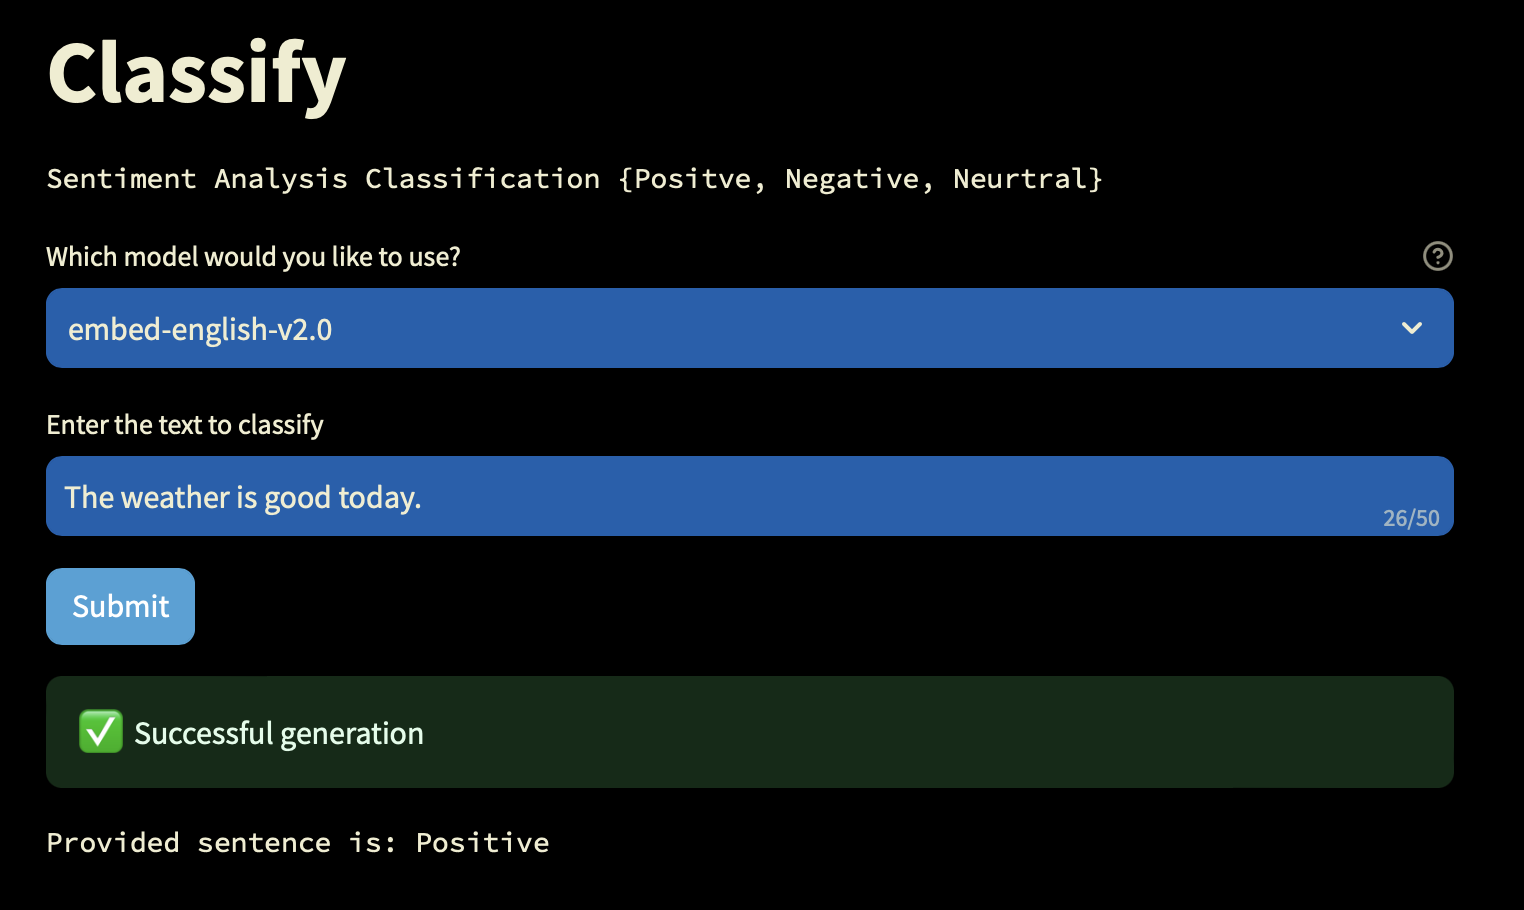 Classify
Sentiment Analysis Classification {Positve, Negative, Neurtral}
Which model would you like to use?
embed-english-v2.0
Enter the text to classify
The weather is good today.
26/50
Submit
Successful generation
Provided sentence is: Positive